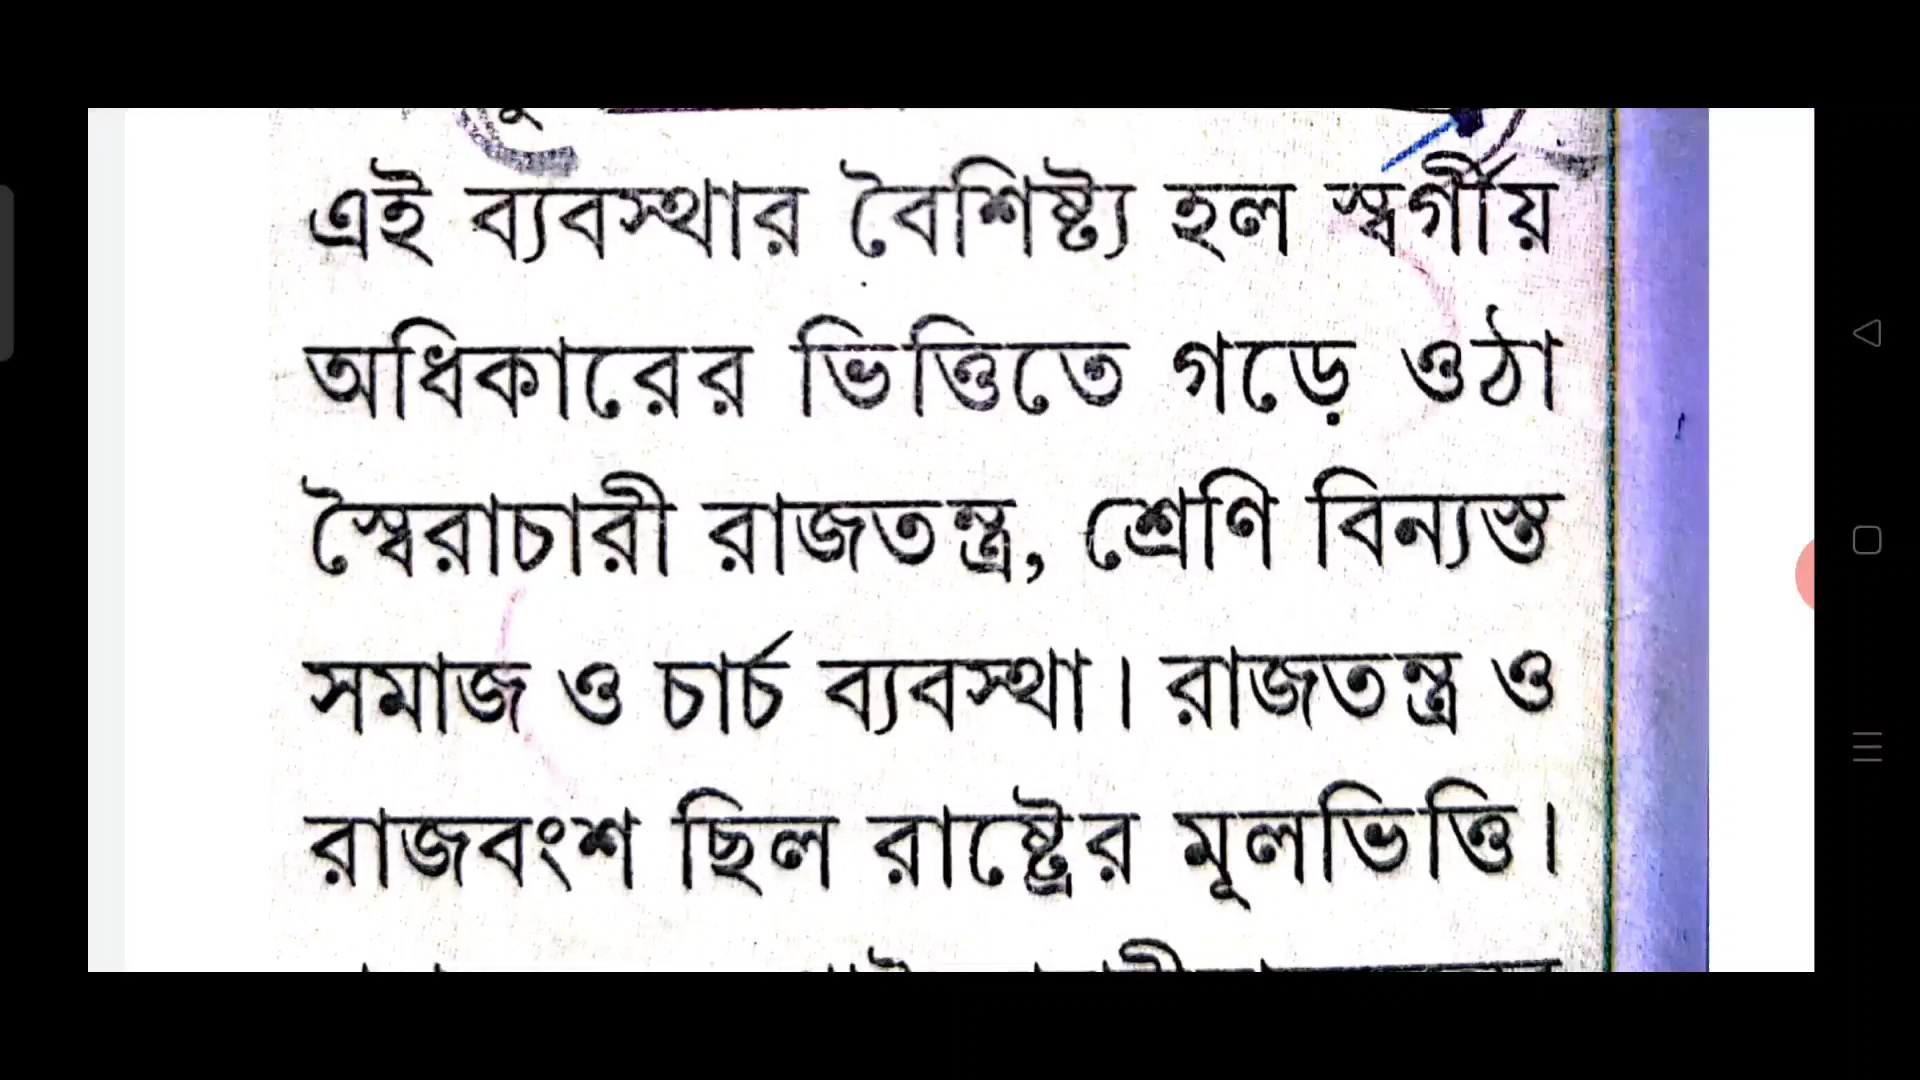 এই ব্যবস্থার বৈশিষ্ট্য হল স্বর্গীয়
অধিকারের ভিত্তিতে গড়ে ওঠা
স্বৈরাচারী রাজতন্ত্র, শ্রেণি বিন্যস্ত
সমাজ ও চার্চ ব্যবস্থা। রাজতন্ত্র ও
রাজবংশ ছিল রাষ্ট্রের মূলভিত্তি।